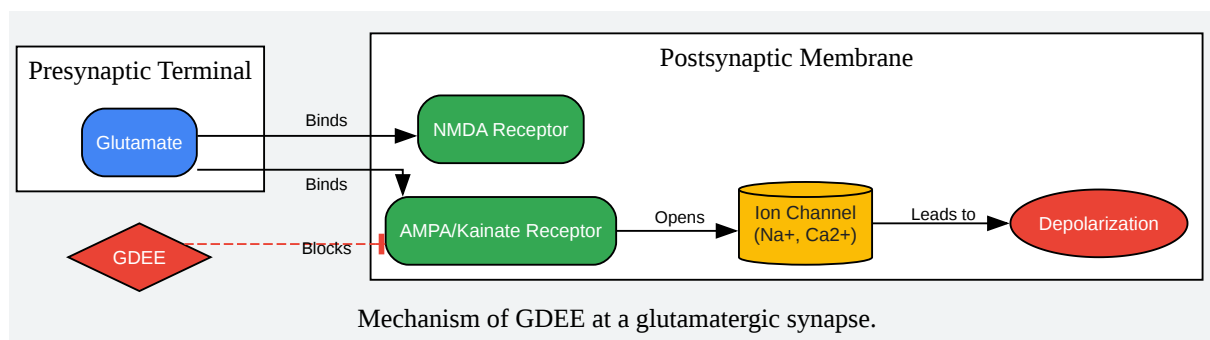 Presynaptic Terminal
Postsynaptic Membrane
Glutamate
Binds
NMDA Receptor
Binds
AMPA/Kainate Receptor
Opens
Ion Channel
(Na+, Ca2+)
Leads to
Depolarization
GDEE
Blocks
Mechanism of GDEE at a glutamatergic synapse.